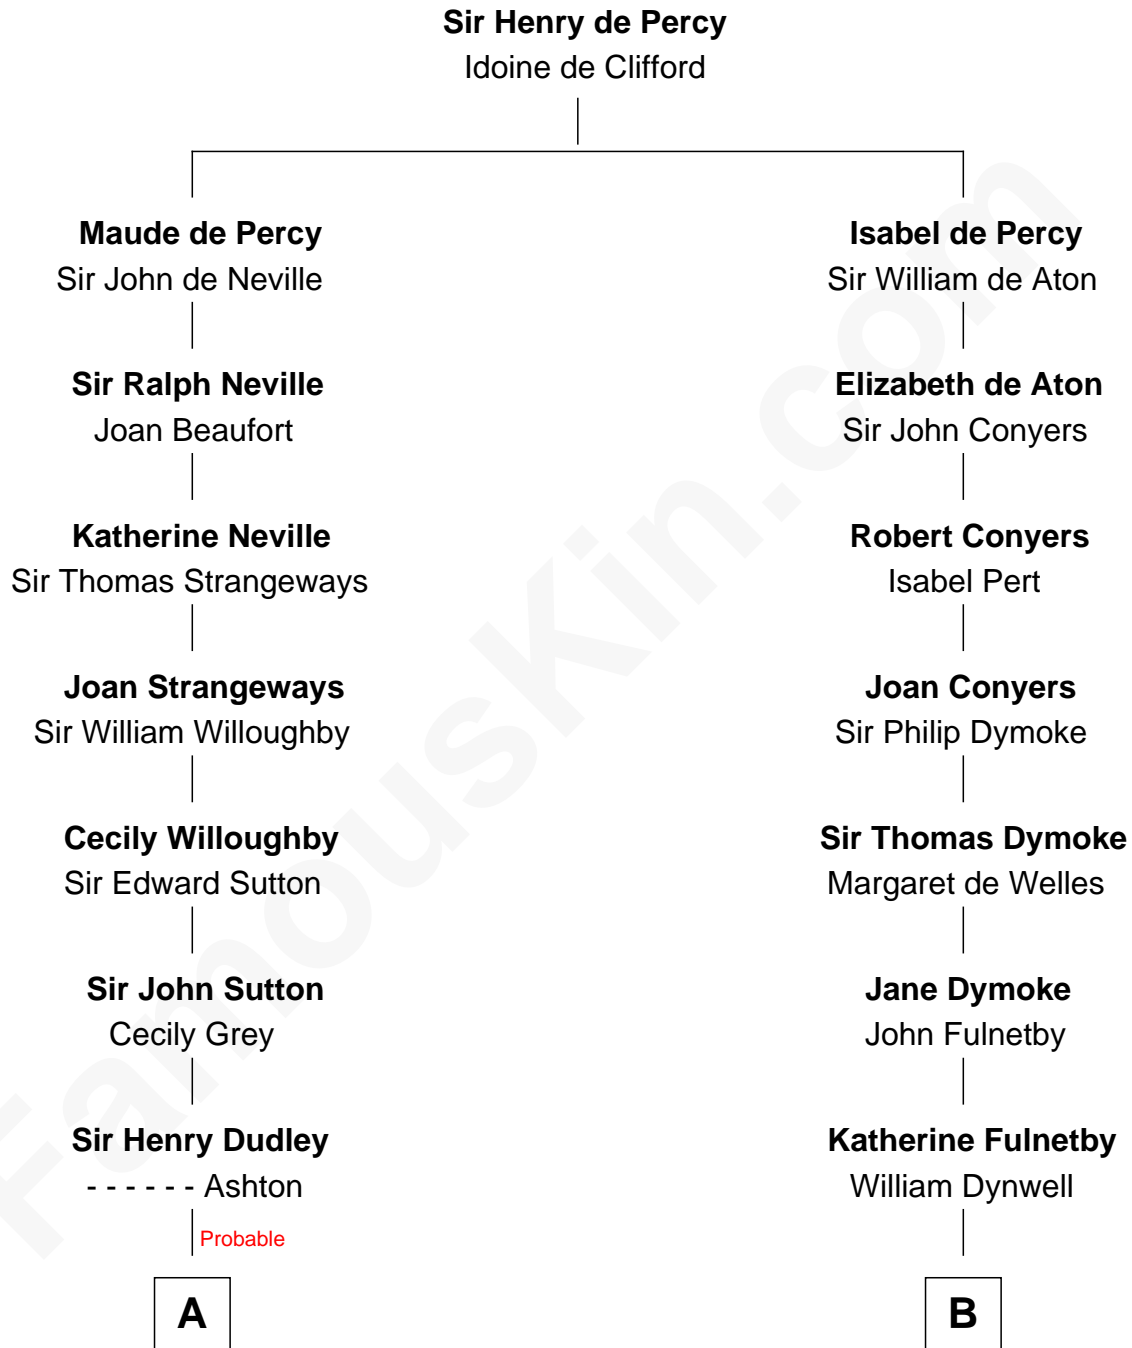 Sir Henry de Percy
Idoine de Clifford
Maude de Percy
Sir John de Neville
Isabel de Percy
Sir William de Aton
Sir Ralph Neville
Joan Beaufort
Elizabeth de Aton
Sir John Conyers
Katherine Neville
Sir Thomas Strangeways
Robert Conyers
Isabel Pert
Joan Strangeways
Sir William Willoughby
Joan Conyers
Sir Philip Dymoke
Cecily Willoughby
Sir Edward Sutton
Sir Thomas Dymoke
Margaret de Welles
Sir John Sutton
Cecily Grey
Jane Dymoke
John Fulnetby
Sir Henry Dudley
- - - - - - Ashton
Katherine Fulnetby
William Dynwell
Probable
A
B
FamousKin.com